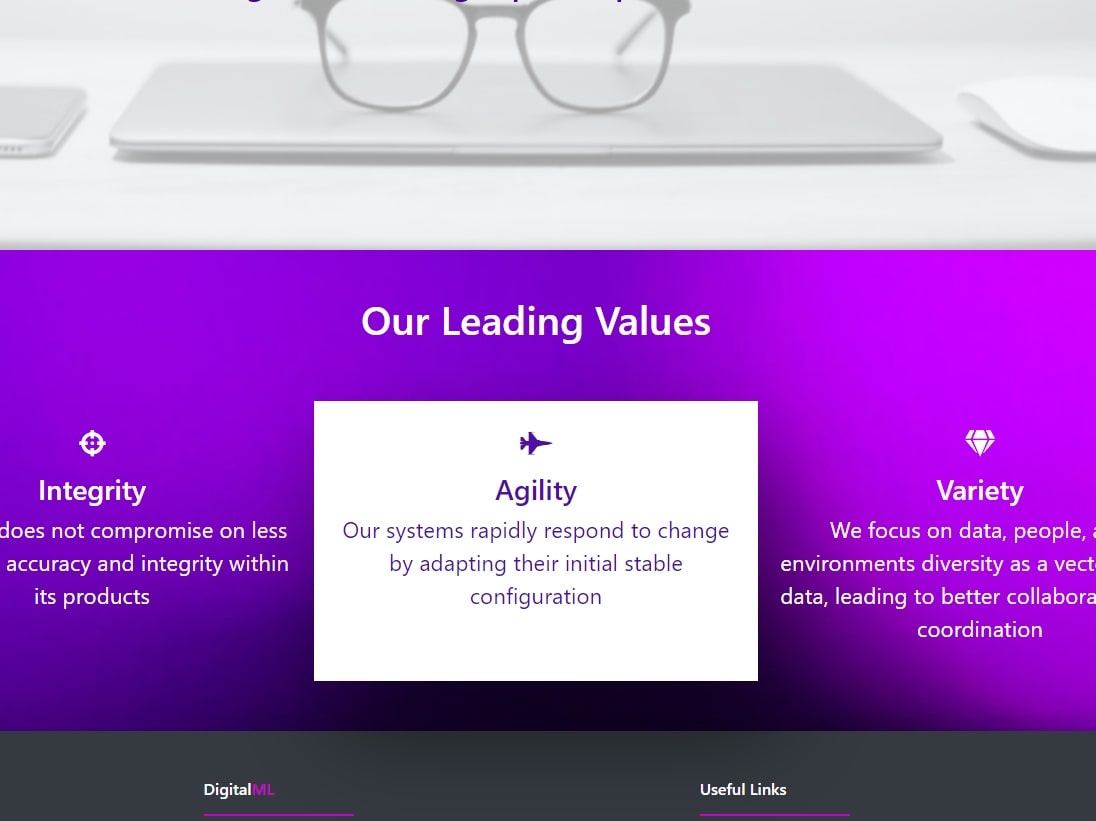 Our Leading Values
Integrity
does not compromise on less
accuracy and integrity within
its products
Agility
Our systems rapidly respond to change
by adapting their initial stable
configuration
Variety
We focus on data, people,
environments diversity as a
data, leading to better
coordination
DigitalML
Useful Links